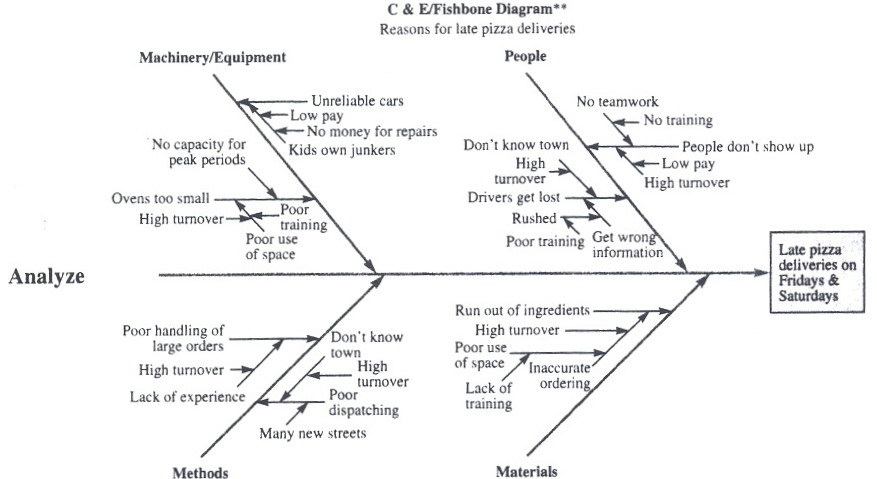 C & E/Fishbone Diagram**
Reasons for late pizza deliveries
Machinery/Equipment
People
Unreliable cars
Low pay
No money for repairs
Kids own junkers
No capacity for
peak periods
Ovens too small
High turnover
Poor
training
Poor use
of space
No teamwork
No training
Don't know town
People don't show up
High
turnover
Low pay
High turnover
Drivers get lost
Rushed
Poor training
Get wrong
information
Analyze
Late pizza
deliveries on
Fridays &
Saturdays
Poor handling of
large orders
Don't know
town
High turnover
High
turnover
Lack of experience
Poor
dispatching
Many new streets
Run out of ingredients
High turnover
Poor use
of space
Inaccurate
ordering
Lack of
training
Methods
Materials